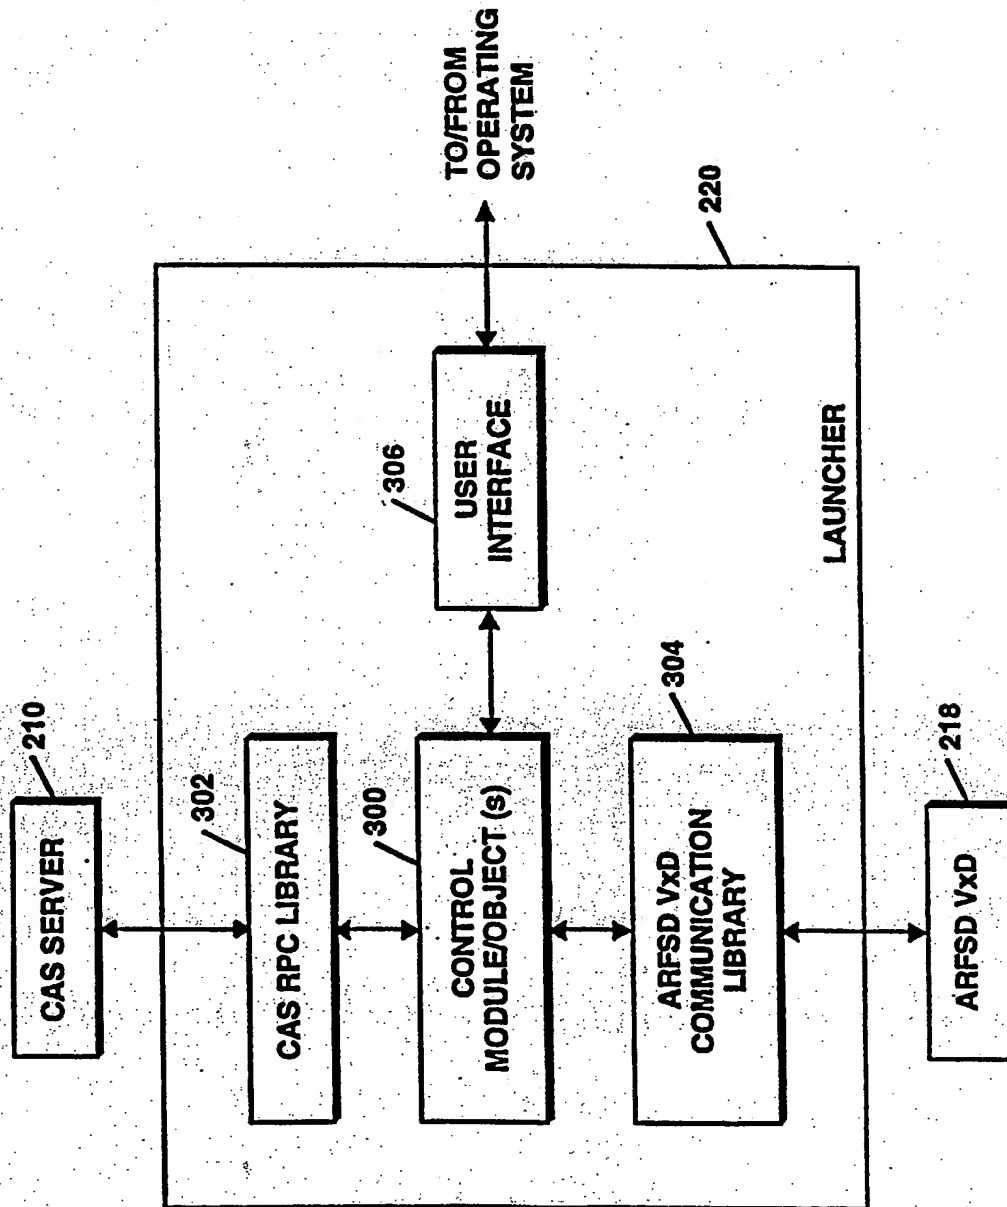 CAS SERVER
210
302
CAS RPC LIBRARY
300
CONTROL
MODULE/OBJECT (s)
306
USER
INTERFACE
TO/FROM
OPERATING
SYSTEM
304
ARFSD VxD
COMMUNICATION
LIBRARY
LAUNCHER
220
ARFSD VxD
218